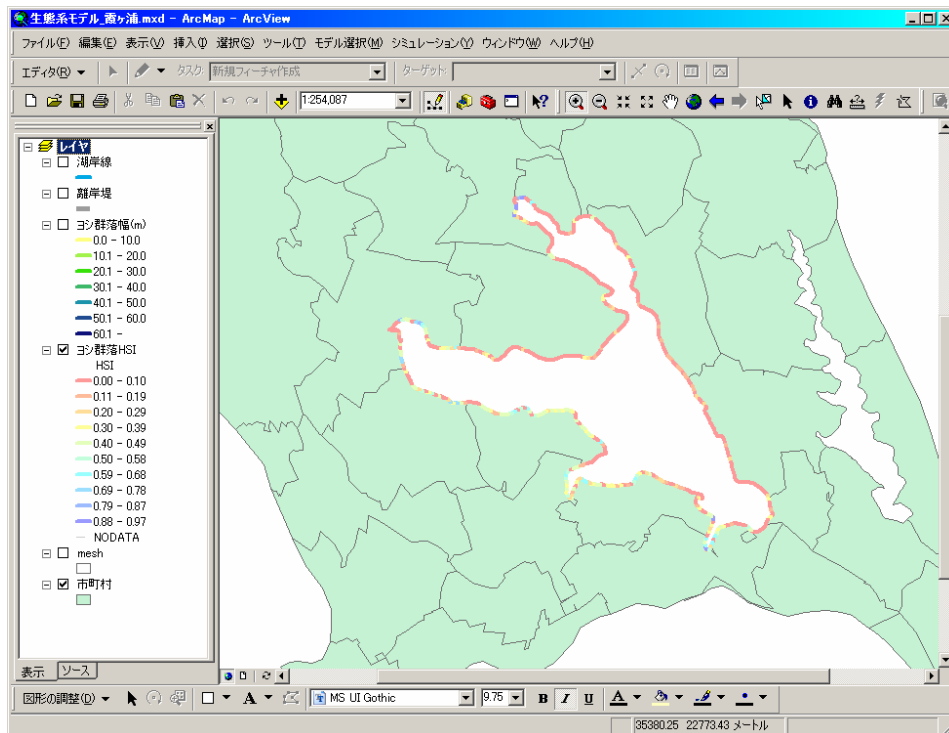 生態系モデル_霞ヶ浦.mxd - ArcMap - ArcView
ファイル(F) 編集(E) 表示(V) 挿入(I) 選択(S) ツール(T) モデル選択(M) シミュレーション(Y) ウィンドウ(W) ヘルプ(H)
エディタ(R) タスク: 新規フィーチャ作成 ターゲット:
1:254,087
レイヤ
湖岸線
離岸堤
ヨシ群落幅(m)
0.0 - 10.0
10.1 - 20.0
20.1 - 30.0
30.1 - 40.0
40.1 - 50.0
50.1 - 60.0
60.1 -
ヨシ群落HSI
HSI
0.00 - 0.10
0.11 - 0.19
0.20 - 0.29
0.30 - 0.39
0.40 - 0.49
0.50 - 0.58
0.59 - 0.68
0.69 - 0.78
0.79 - 0.87
0.88 - 0.97
NODATA
mesh
市町村
表示 ソース
図形の調整(D) A MS UI Gothic 9.75 B I U A
35380.25 22773.43 メートル